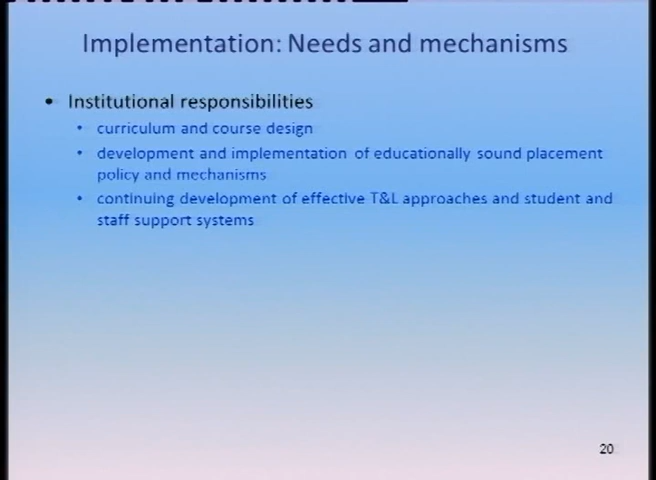 Implementation: Needs and mechanisms
• Institutional responsibilities
• curriculum and course design
• development and implementation of educationally sound placement
policy and mechanisms
• continuing development of effective T&L approaches and student and
staff support systems
20